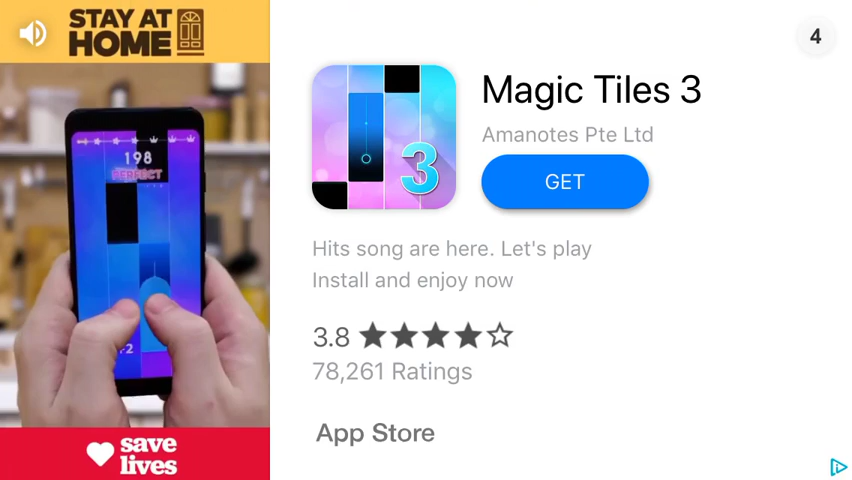 STAY AT
HOME
198
PERFECT
save
lives
4
3
Magic Tiles 3
Amanotes Pte Ltd
GET
Hits song are here. Let's play
Install and enjoy now
3.8
78,261 Ratings
App Store